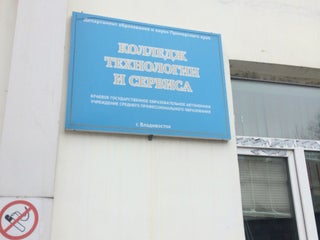 Департамент образования и науки Приморского края
КОЛЛЕДЖ
ТЕХНОЛОГИИ
И СЕРВИСА
КРАЕВОЕ ГОСУДАРСТВЕННОЕ ОБРАЗОВАТЕЛЬНОЕ АВТОНОМНОЕ
УЧРЕЖДЕНИЕ СРЕДНЕГО ПРОФЕССИОНАЛЬНОГО ОБРАЗОВАНИЯ
г. Владивосток